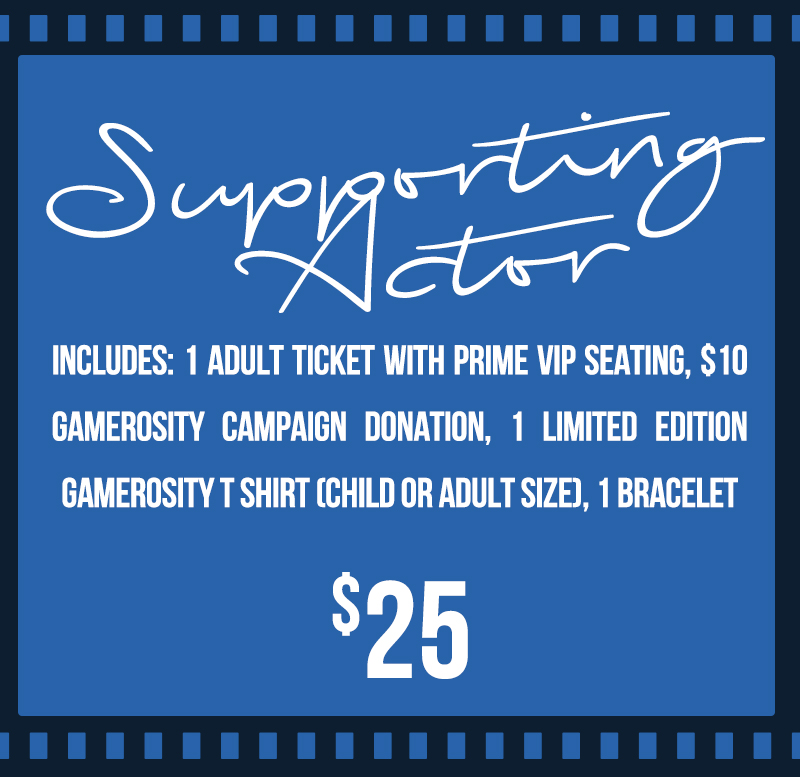 Supporting
Actor
INCLUDES: 1 ADULT TICKET WITH PRIME VIP SEATING, $10
GAMEROSITY CAMPAIGN DONATION, 1 LIMITED EDITION
GAMEROSITY T SHIRT (CHILD OR ADULT SIZE), 1 BRACELET
$25